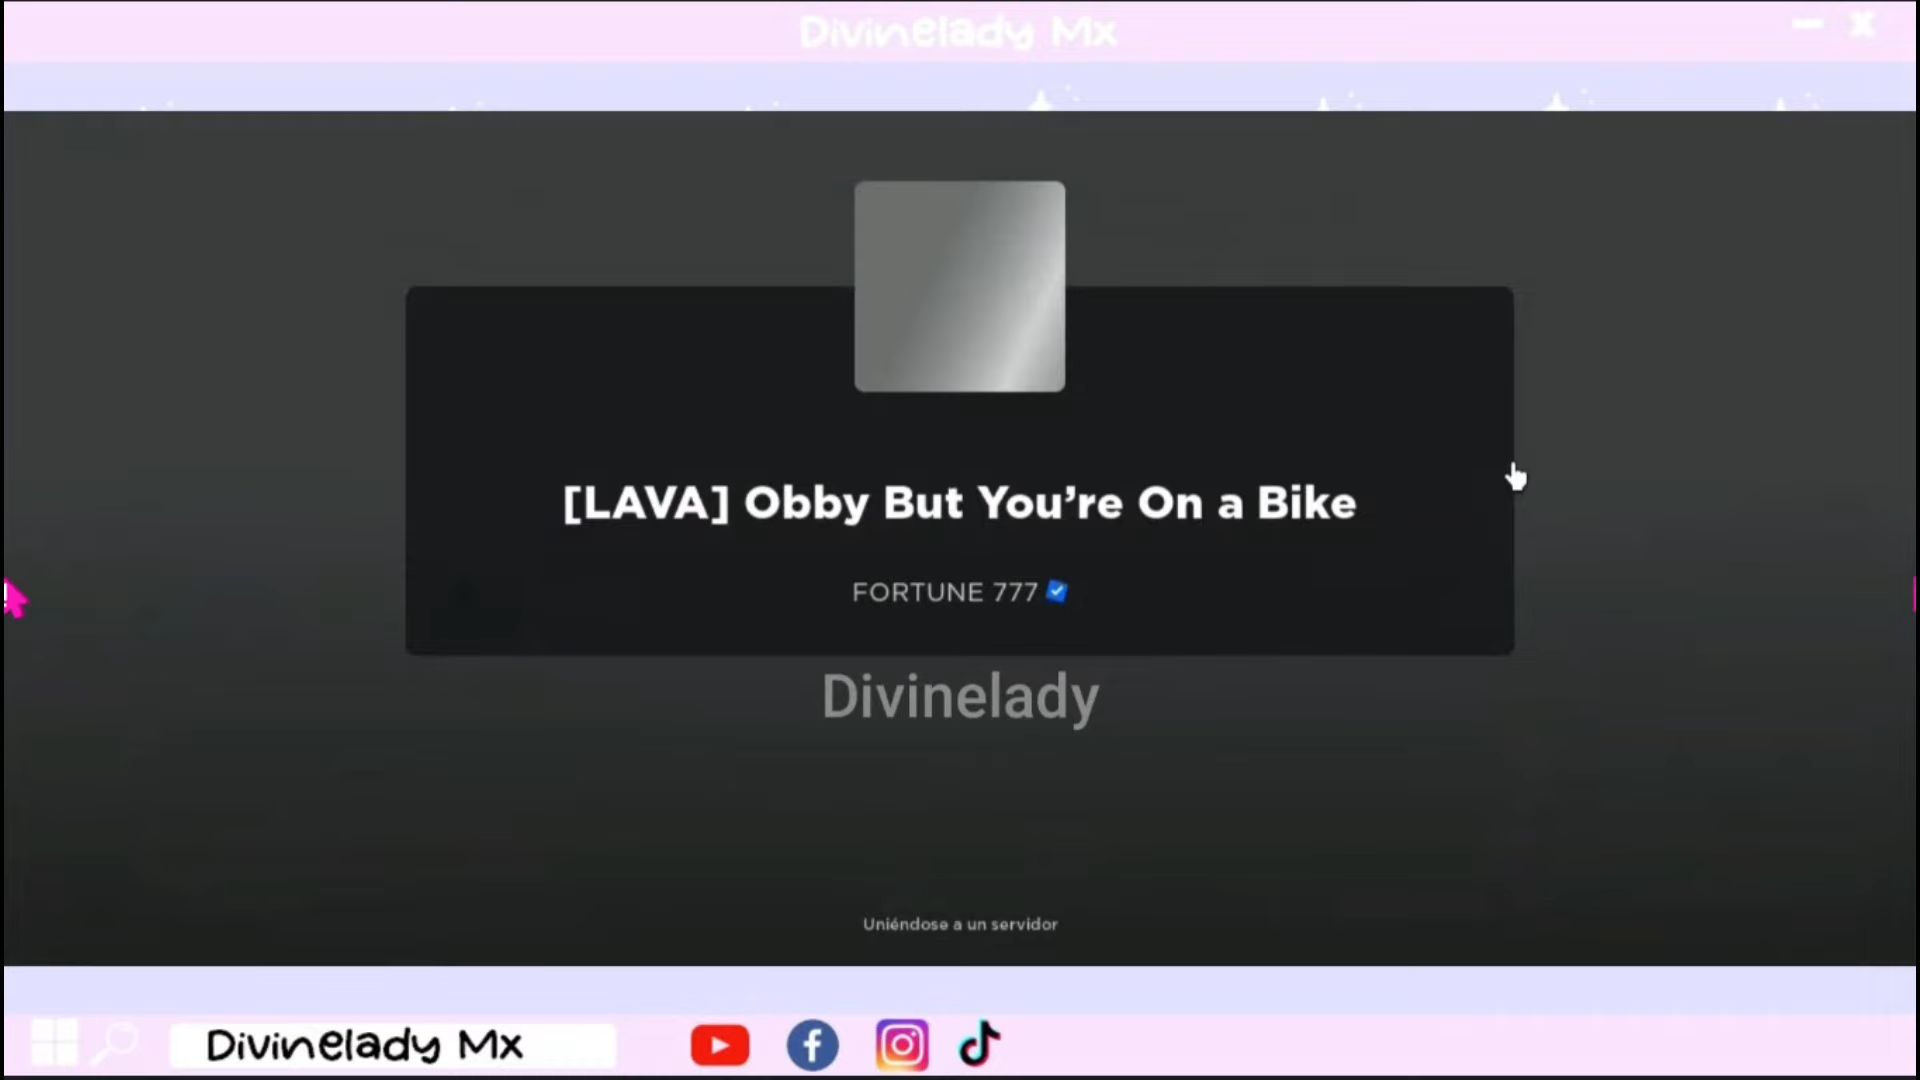 Divinelady Mx
[LAVA] Obby But You’re On a Bike
FORTUNE 777
Divinelady
Uniéndose a un servidor
Divinelady Mx